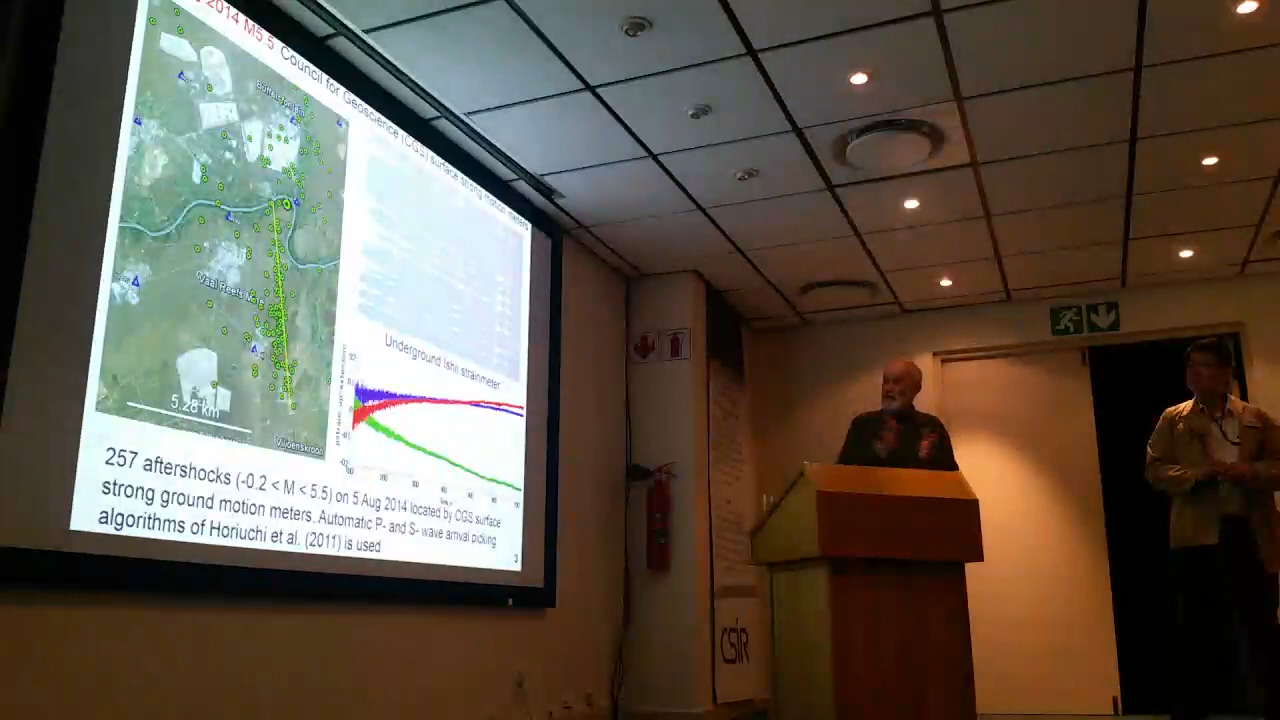 2014 M5.5 Council for Geoscience (CGS) surface strong motion meters
Vaal Reefs
5.28 km
Underground Ishii strainmeter
257 aftershocks (-0.2 < M < 5.5) on 5 Aug 2014 located by CGS surface
strong ground motion meters. Automatic P- and S- wave arrival picking
algorithms of Horiuchi et al. (2011) is used
3
CSIR